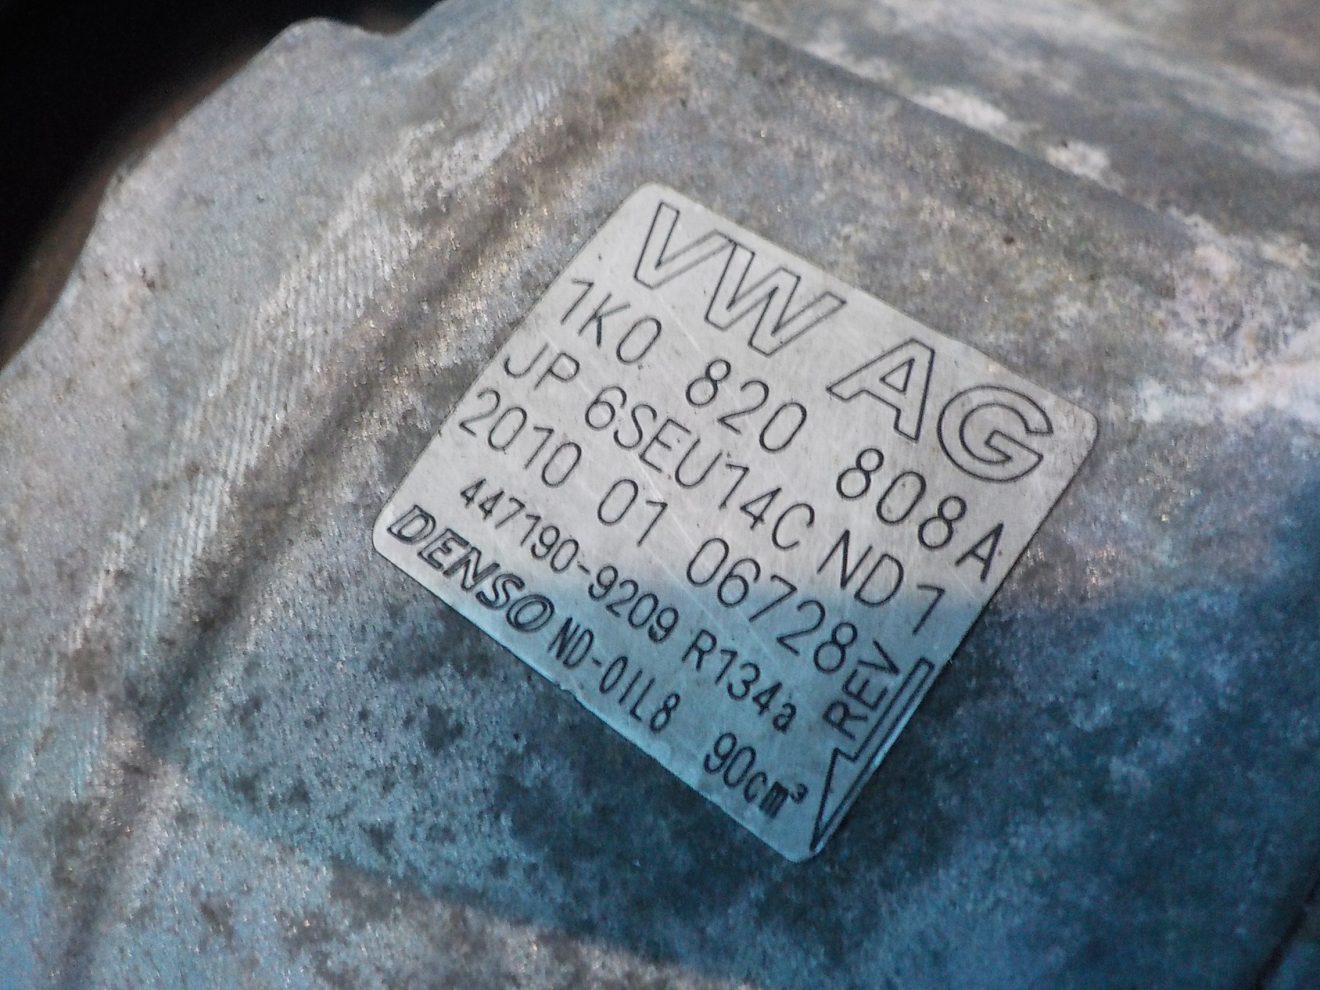 VW AG
1K0 820 808A
JP 6SEU14C ND1
2010 01 06728
447190-9209 R134a
DENSO ND-OIL8 90cm³
REV